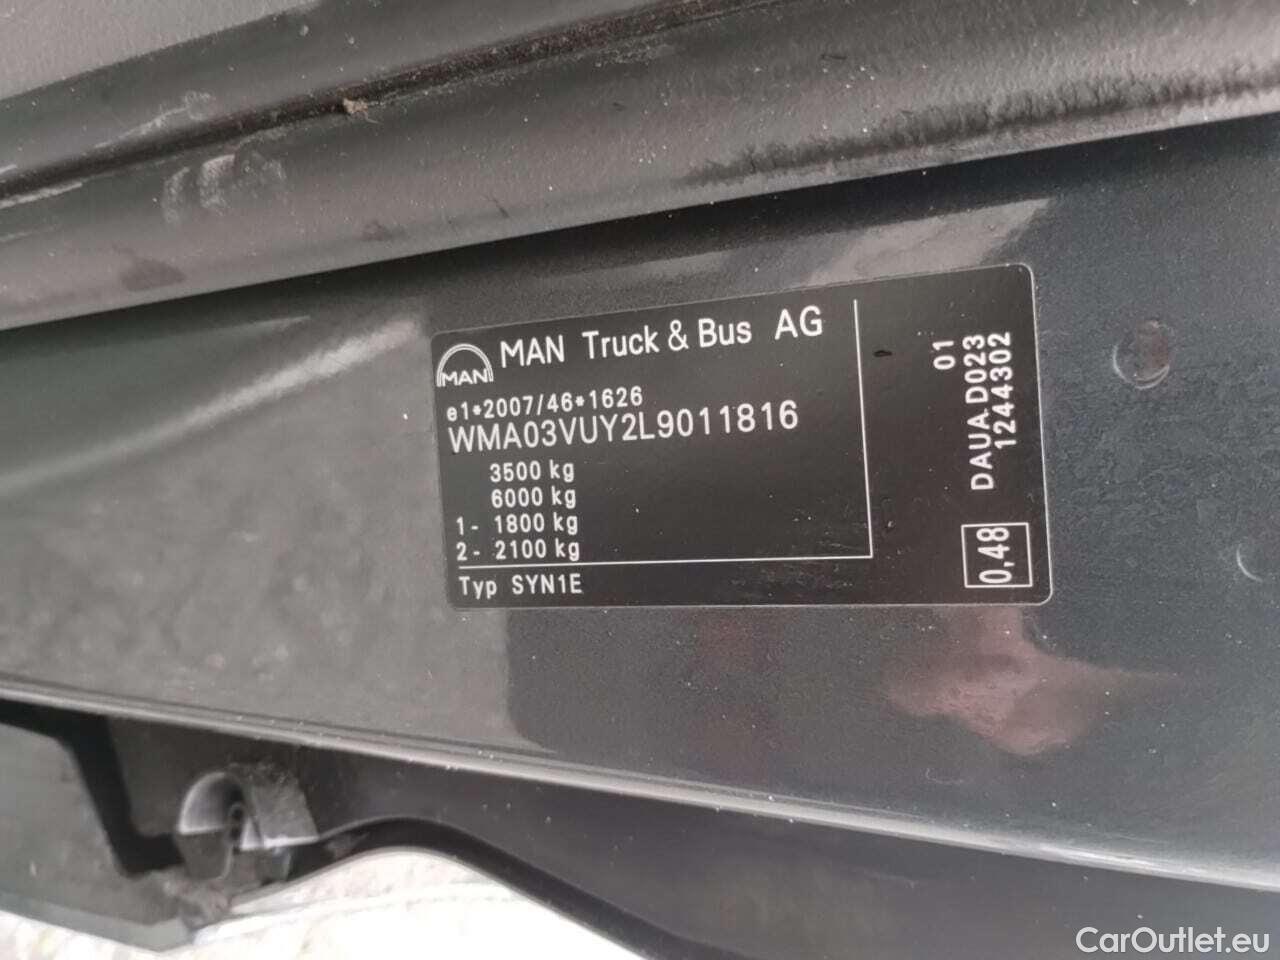 MAN
MAN Truck & Bus AG
e1*2007/46*1626
WMA03VUY2L9011816
3500 kg
6000 kg
1- 1800 kg
2- 2100 kg
Typ SYN1E
01
DAUA.D023
1244302
0,48
CarOutlet.eu